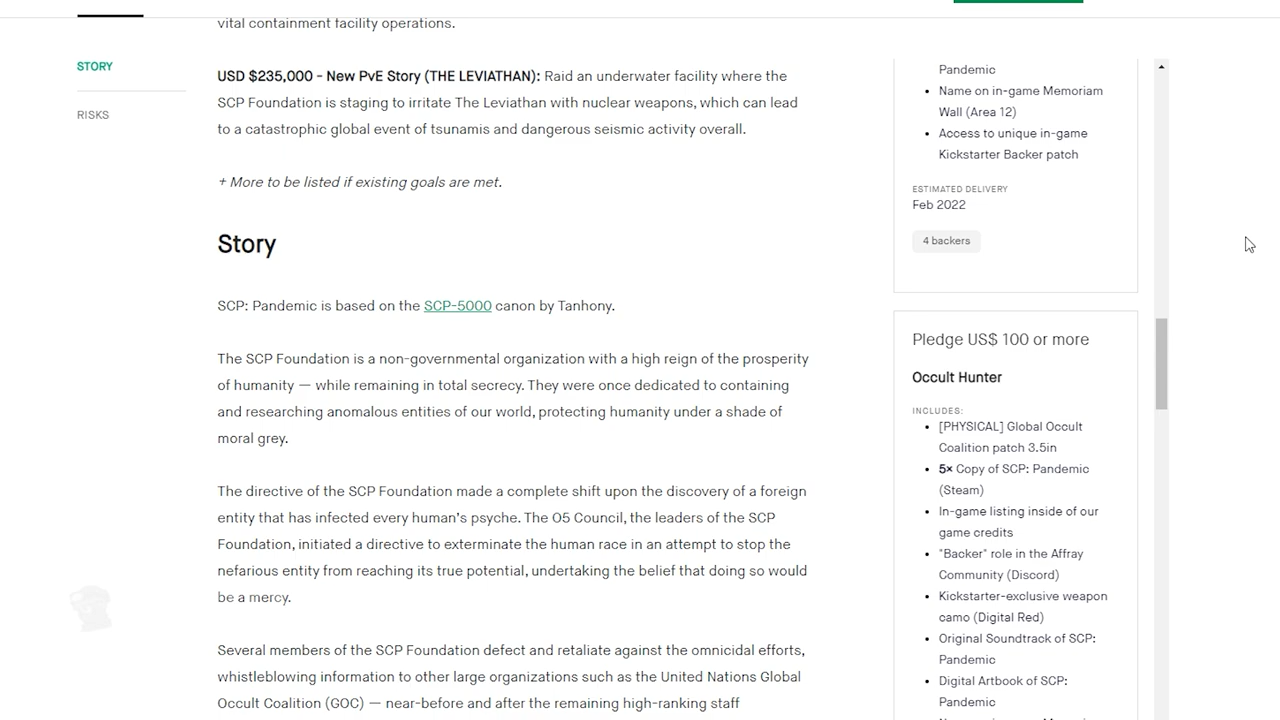 vital containment facility operations.
STORY
RISKS
USD $235,000 - New PvE Story (THE LEVIATHAN): Raid an underwater facility where the
SCP Foundation is staging to irritate The Leviathan with nuclear weapons, which can lead
to a catastrophic global event of tsunamis and dangerous seismic activity overall.
+ More to be listed if existing goals are met.
Story
SCP: Pandemic is based on the SCP-5000 canon by Tanhony.
The SCP Foundation is a non-governmental organization with a high reign of the prosperity
of humanity — while remaining in total secrecy. They were once dedicated to containing
and researching anomalous entities of our world, protecting humanity under a shade of
moral grey.
The directive of the SCP Foundation made a complete shift upon the discovery of a foreign
entity that has infected every human's psyche. The O5 Council, the leaders of the SCP
Foundation, initiated a directive to exterminate the human race in an attempt to stop the
nefarious entity from reaching its true potential, undertaking the belief that doing so would
be a mercy.
Several members of the SCP Foundation defect and retaliate against the omnicidal efforts,
whistleblowing information to other large organizations such as the United Nations Global
Occult Coalition (GOC) — near-before and after the remaining high-ranking staff
Pandemic
• Name on in-game Memoriam
Wall (Area 12)
• Access to unique in-game
Kickstarter Backer patch
ESTIMATED DELIVERY
Feb 2022
4 backers
Pledge US$ 100 or more
Occult Hunter
INCLUDES:
• [PHYSICAL] Global Occult
Coalition patch 3.5in
• 5× Copy of SCP: Pandemic
(Steam)
• In-game listing inside of our
game credits
• "Backer" role in the Affray
Community (Discord)
• Kickstarter-exclusive weapon
camo (Digital Red)
• Original Soundtrack of SCP:
Pandemic
• Digital Artbook of SCP:
Pandemic